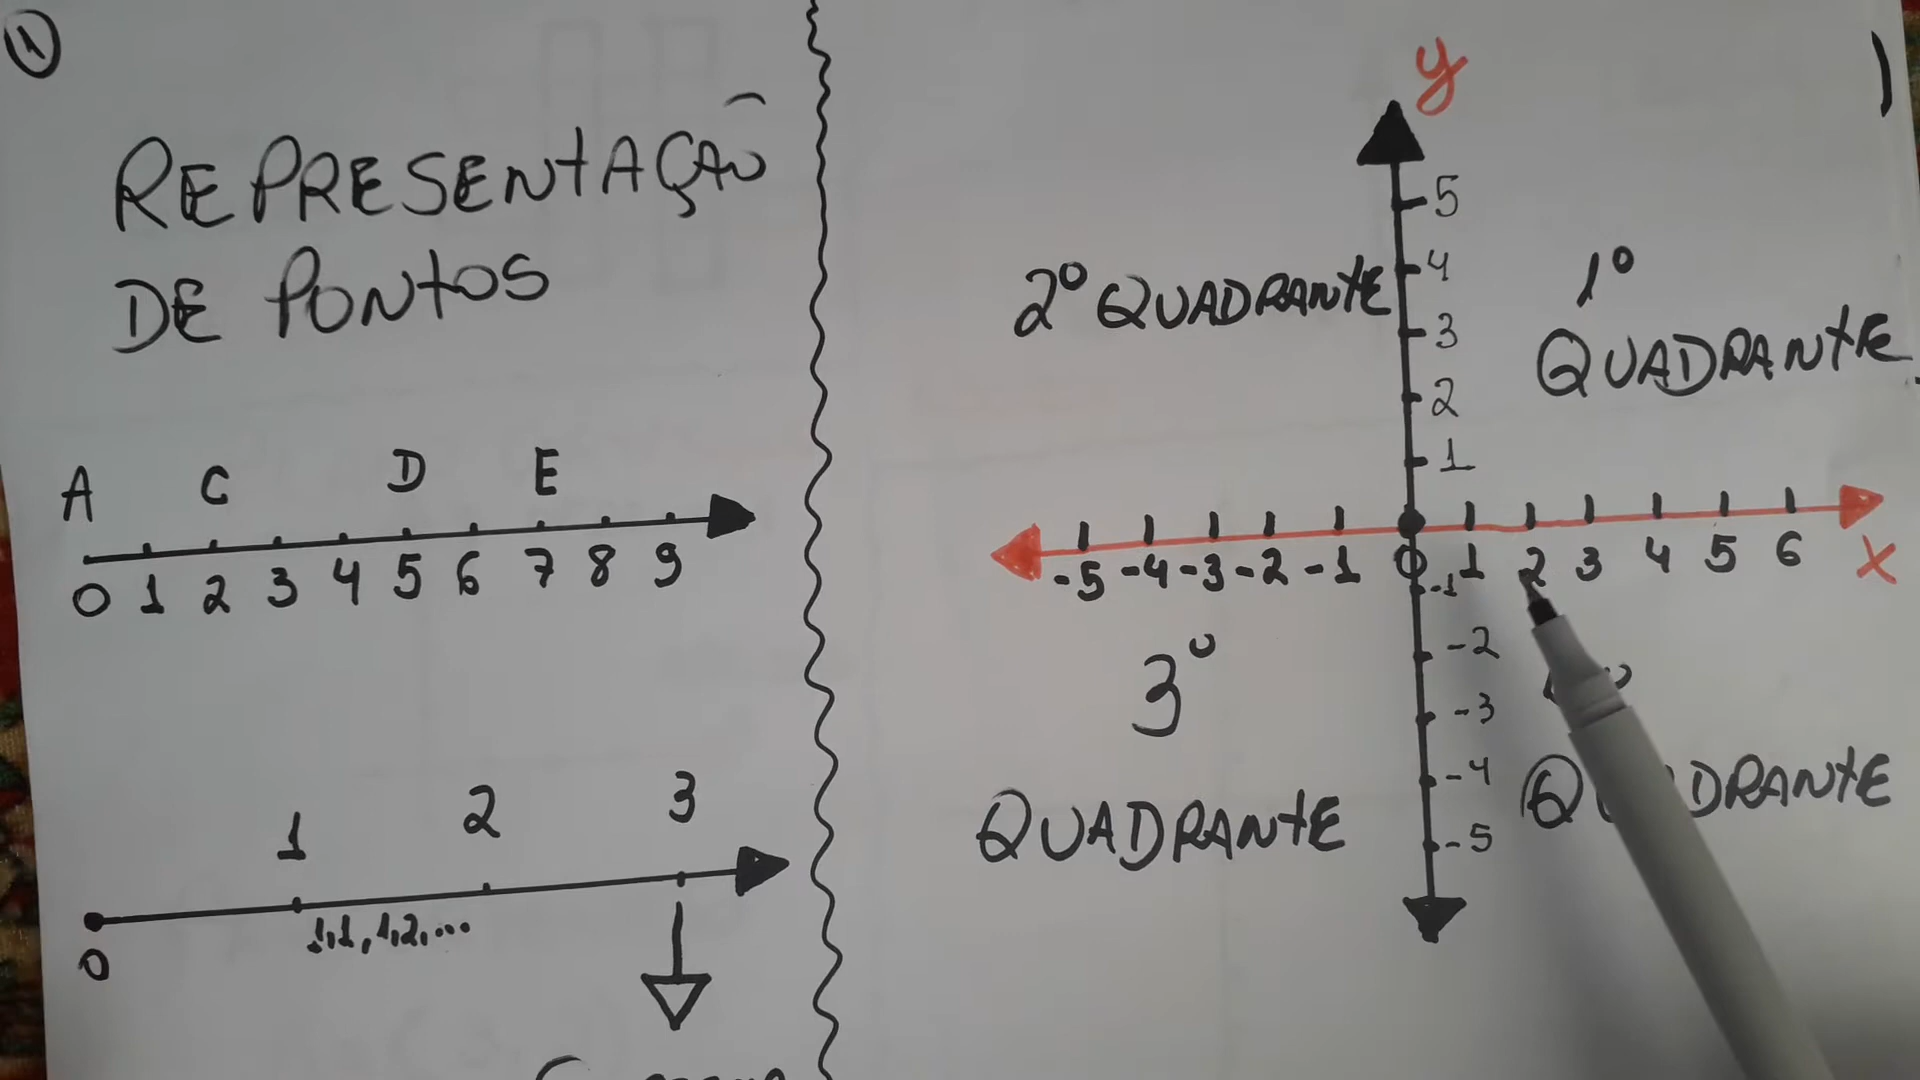 1
REPRESENTAÇÃO
DE PONTOS
A C D E
0 1 2 3 4 5 6 7 8 9
1 2 3
1,1, 1,2, ...
0
y
5
4
3
2
1
2º QUADRANTE
1º
QUADRANTE
-5 -4 -3 -2 -1 0 1 2 3 4 5 6
x
-1
-2
-3
-4
-5
3º
QUADRANTE
QUADRANTE